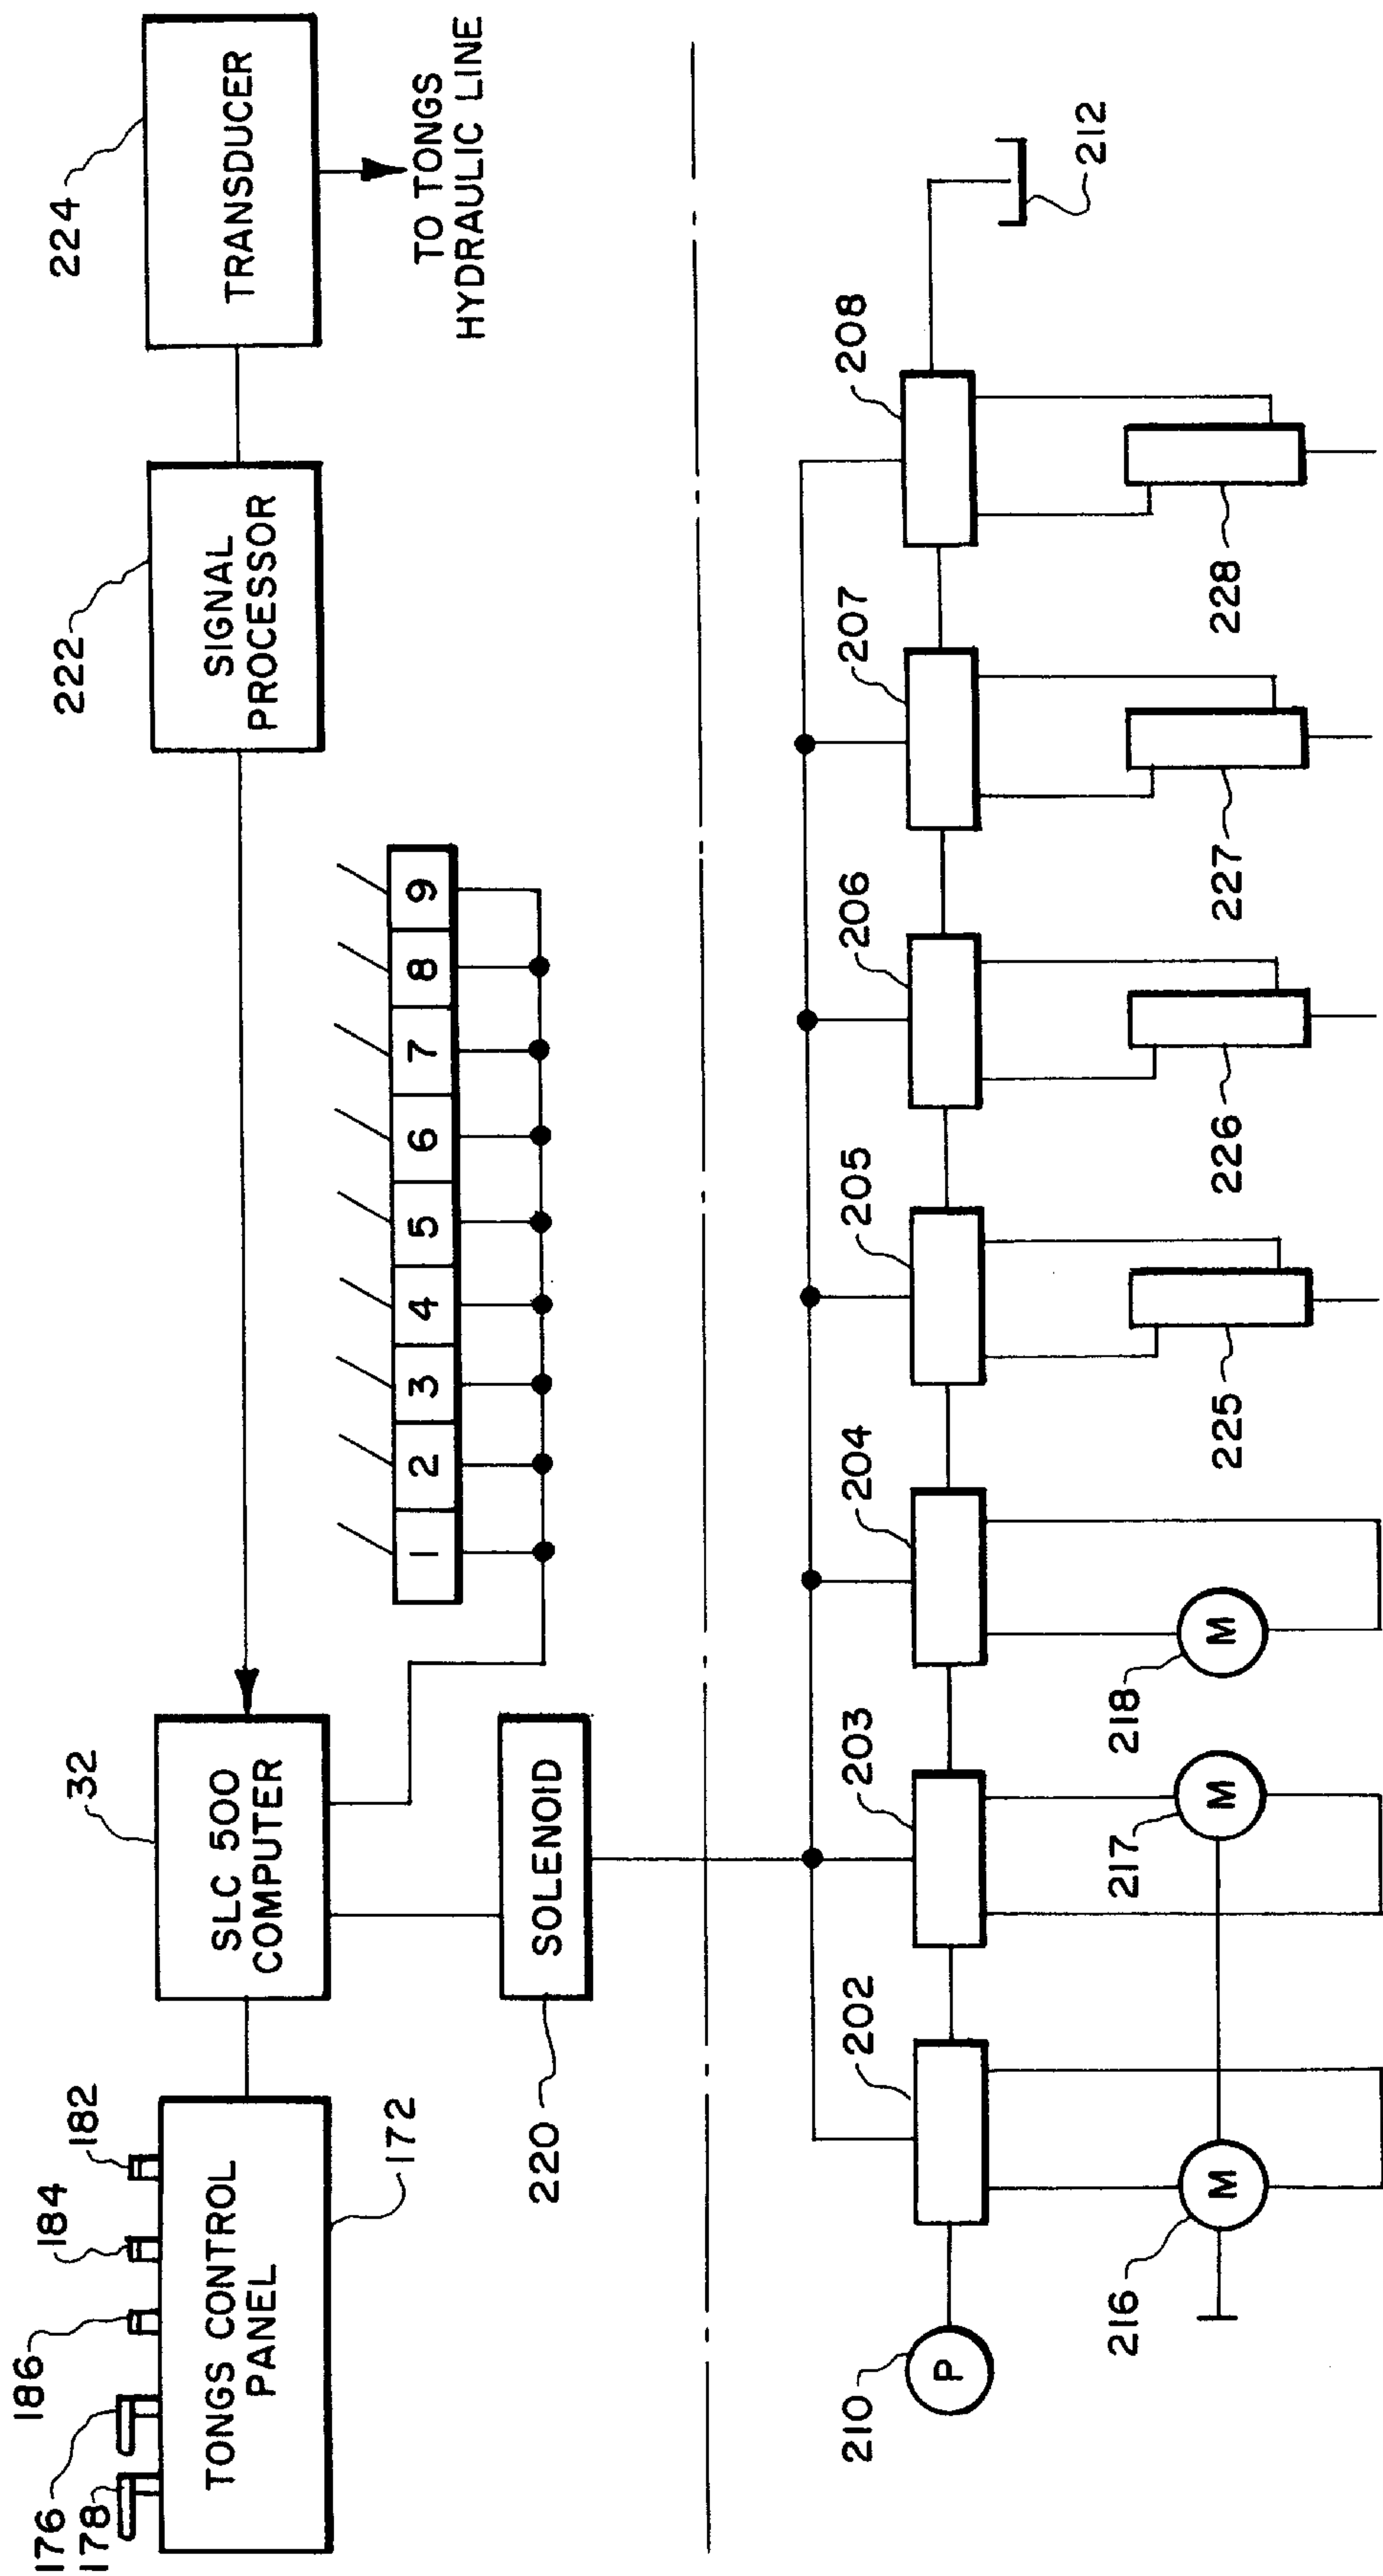 176
178
186
184
182
TONGS CONTROL
PANEL
172
32
SLC 500
COMPUTER
222
SIGNAL
PROCESSOR
224
TRANSDUCER
TO TONGS
HYDRAULIC LINE
1 2 3 4 5 6 7 8 9
220
SOLENOID
202
203
204
205
206
207
208
210
P
212
216
M
217
M
218
M
225
226
227
228